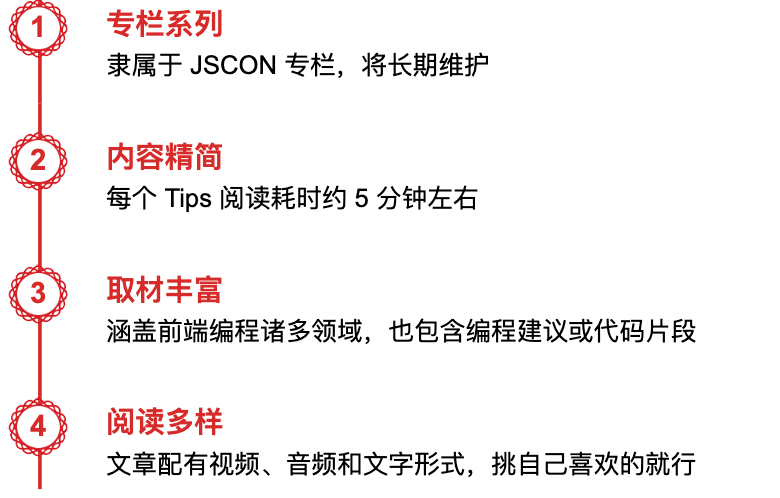 1
专栏系列
隶属于 JSCON 专栏，将长期维护
2
内容精简
每个 Tips 阅读耗时约 5 分钟左右
3
取材丰富
涵盖前端编程诸多领域，也包含编程建议或代码片段
4
阅读多样
文章配有视频、音频和文字形式，挑自己喜欢的就行